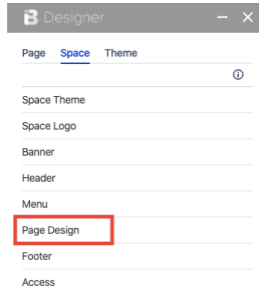 B Designer
Page Space Theme
Space Theme
Space Logo
Banner
Header
Menu
Page Design
Footer
Access